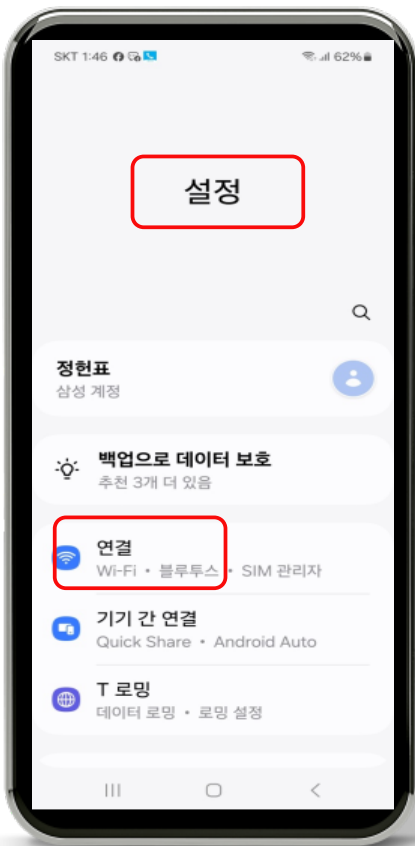 SKT 1:46 62%
설정
정헌표
삼성 계정
백업으로 데이터 보호
추천 3개 더 있음
연결
Wi-Fi • 블루투스 • SIM 관리자
기기 간 연결
Quick Share • Android Auto
T 로밍
데이터 로밍 • 로밍 설정